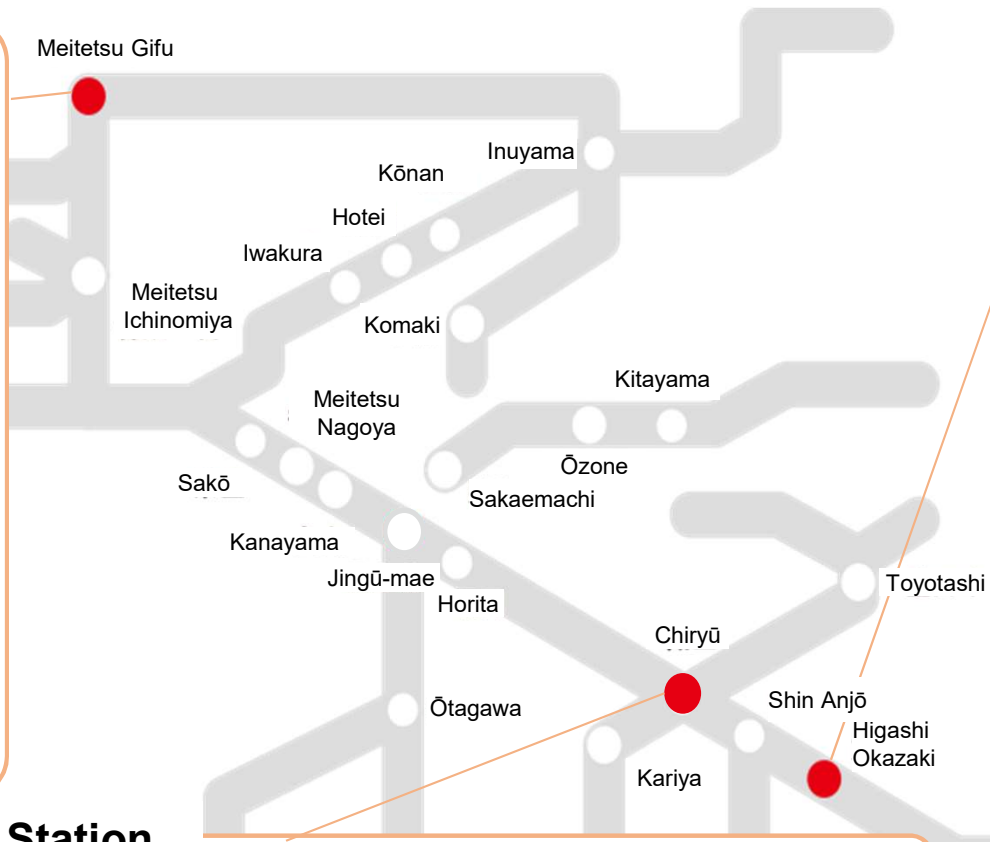 Meitetsu Gifu
Inuyama
Kōnan
Hotei
Iwakura
Meitetsu
Ichinomiya
Komaki
Kitayama
Meitetsu
Nagoya
Ōzone
Sakō
Sakaemachi
Kanayama
Jingū-mae
Horita
Toyotashi
Chiryū
Shin Anjō
Ōtagawa
Higashi
Okazaki
Kariya
Station